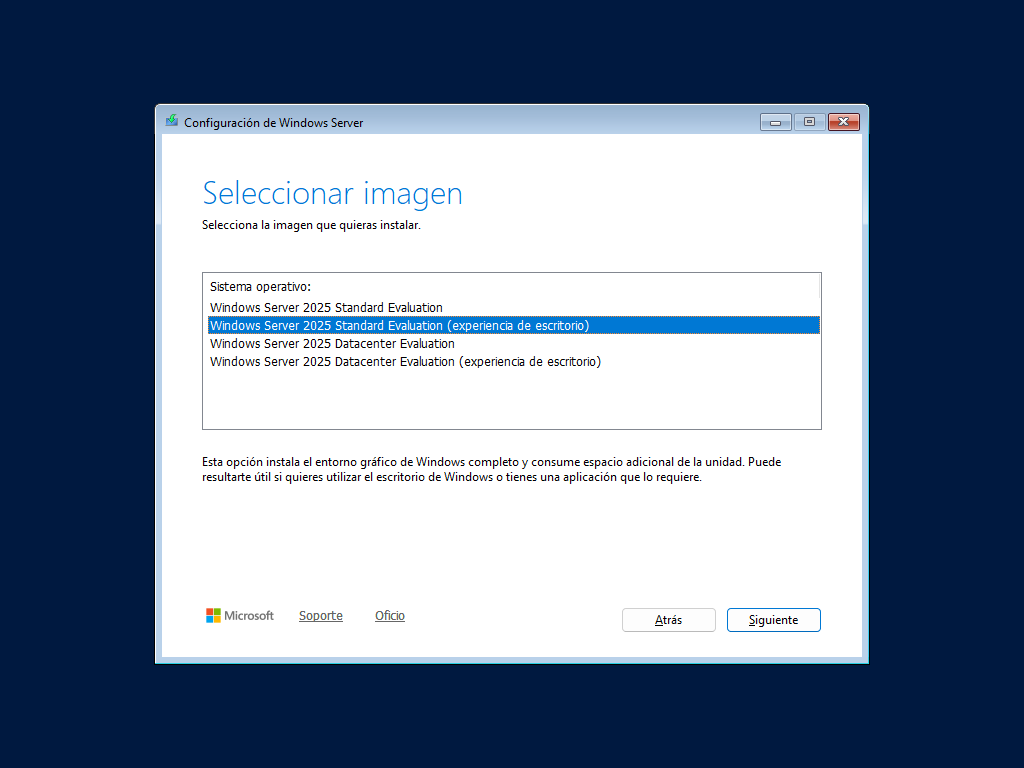 Configuración de Windows Server
Seleccionar imagen
Selecciona la imagen que quieras instalar.
Sistema operativo:
Windows Server 2025 Standard Evaluation
Windows Server 2025 Standard Evaluation (experiencia de escritorio)
Windows Server 2025 Datacenter Evaluation
Windows Server 2025 Datacenter Evaluation (experiencia de escritorio)
Esta opción instala el entorno gráfico de Windows completo y consume espacio adicional de la unidad. Puede
resultarte útil si quieres utilizar el escritorio de Windows o tienes una aplicación que lo requiere.
Microsoft Soporte Oficio Atrás Siguiente